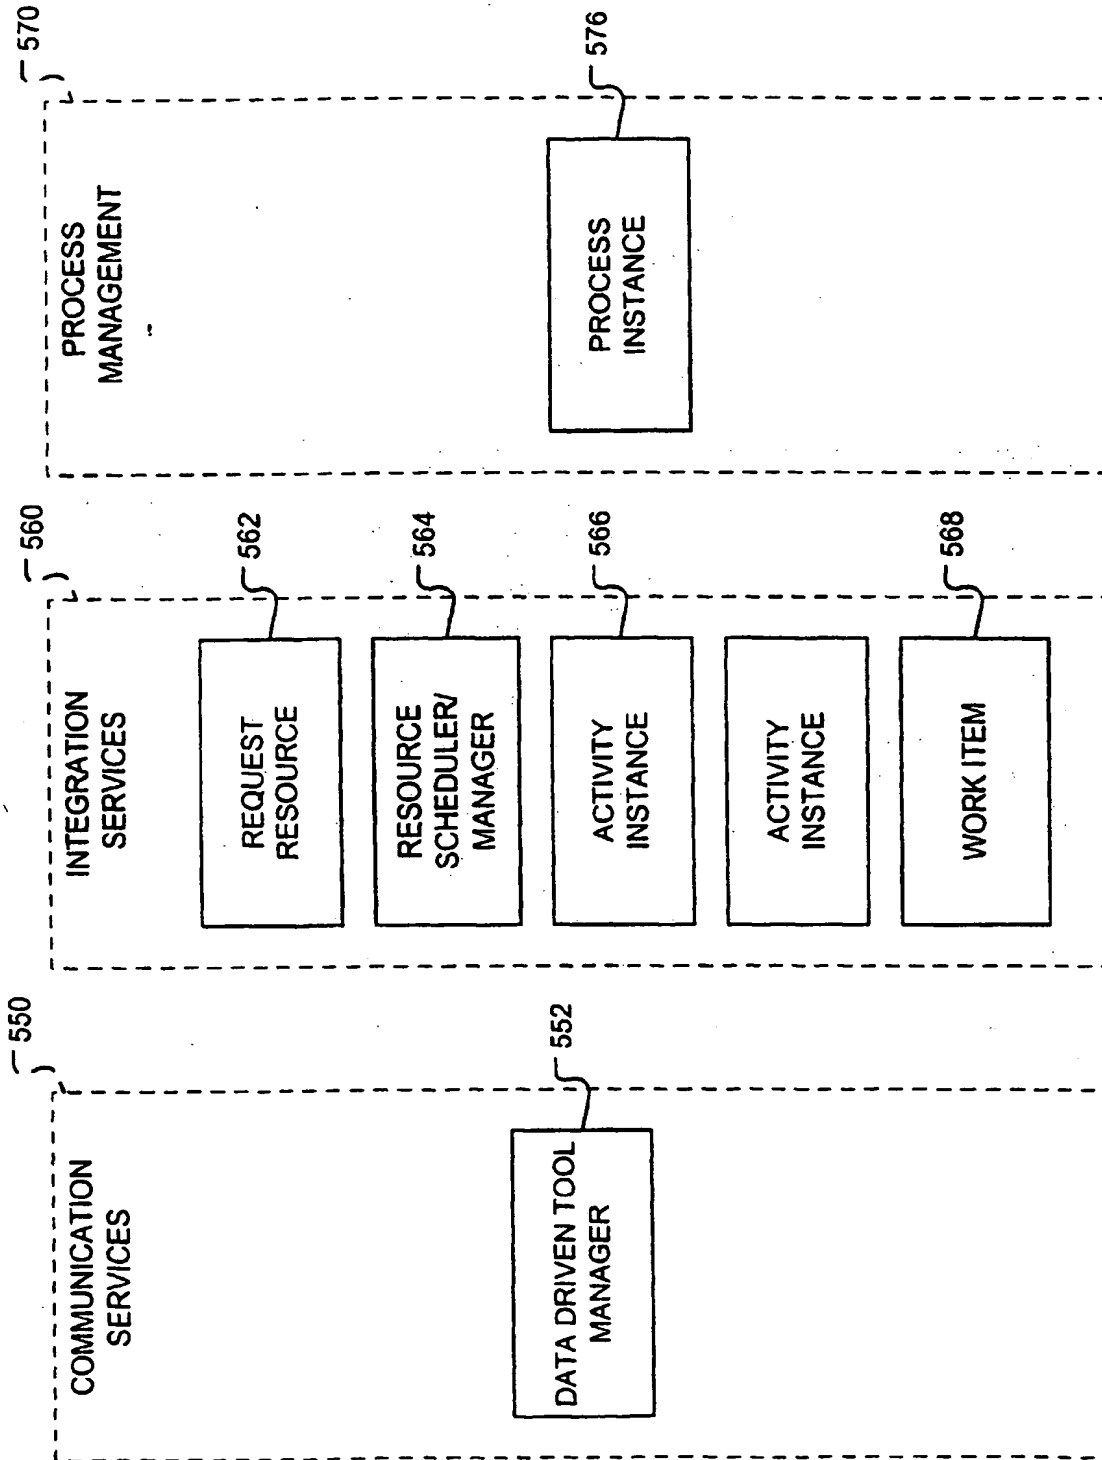 550
COMMUNICATION
SERVICES
DATA DRIVEN TOOL
MANAGER
552
560
INTEGRATION
SERVICES
REQUEST
RESOURCE
562
RESOURCE
SCHEDULER/
MANAGER
564
ACTIVITY
INSTANCE
566
ACTIVITY
INSTANCE
WORK ITEM
568
570
PROCESS
MANAGEMENT
PROCESS
INSTANCE
576